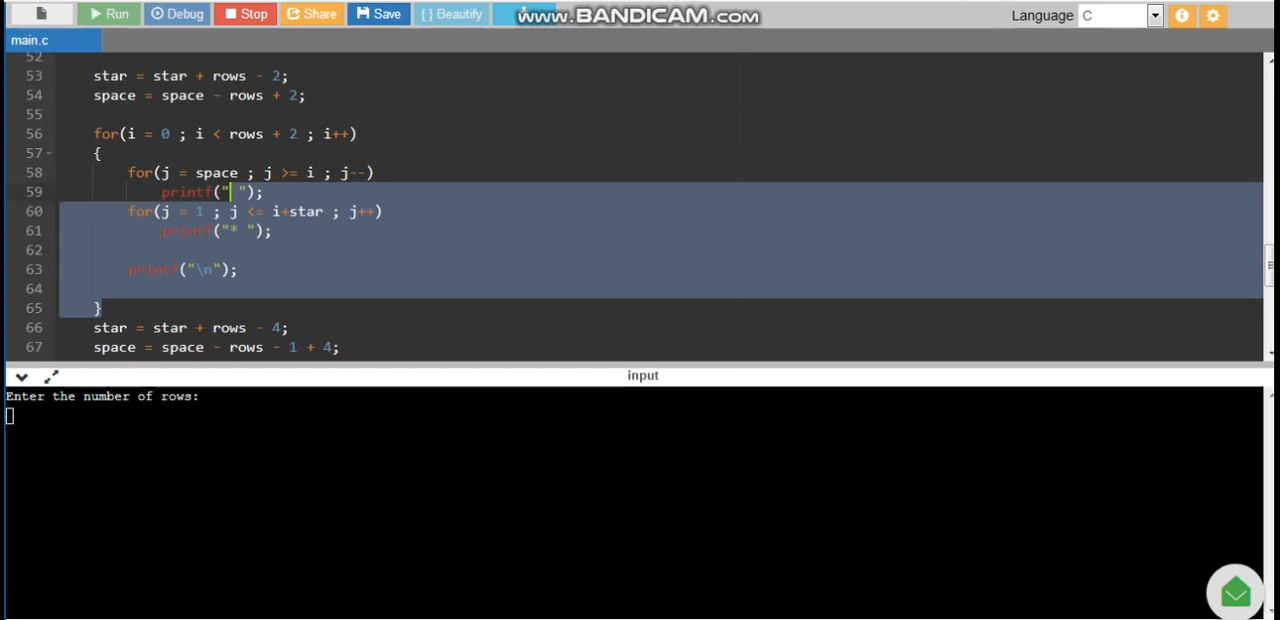 Run Debug Stop Share Save { } Beautify www.BANDICAM.com Language C
main.c
52
53 star = star + rows - 2;
54 space = space - rows + 2;
55
56 for(i = 0 ; i < rows + 2 ; i++)
57 {
58 for(j = space ; j >= i ; j--)
59 printf(" ");
60 for(j = 1 ; j <= i+star ; j++)
61 printf("* ");
62
63 printf("\n");
64
65 }
66 star = star + rows - 4;
67 space = space - rows - 1 + 4;
input
Enter the number of rows: